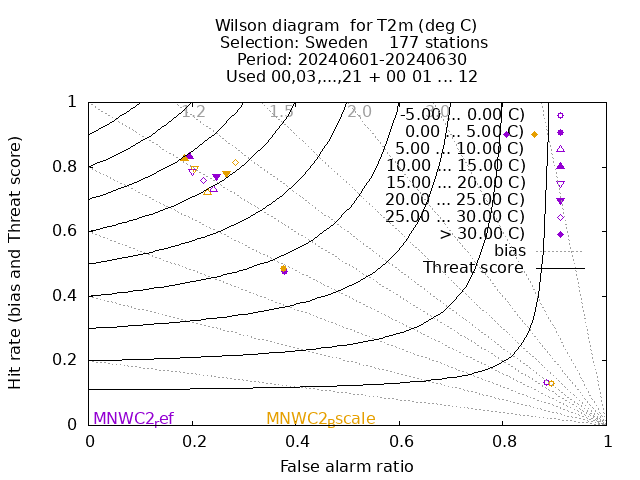 Wilson diagram  for T2m (deg C)
Selection: Sweden    177 stations
Period: 20240601-20240630
Used 00,03,...,21 + 00 01 ... 12
Hit rate (bias and Threat score)
1
0.8
0.6
0.4
0.2
0
1.2
1.5
2.0
3.0
-5.00 ... 0.00 C)
0.00 ... 5.00 C)
5.00 ... 10.00 C)
10.00 ... 15.00 C)
15.00 ... 20.00 C)
20.00 ... 25.00 C)
25.00 ... 30.00 C)
> 30.00 C)
bias
Threat score
MNWC2ref
MNWC2Bscale
0
0.2
0.4
0.6
0.8
1
False alarm ratio